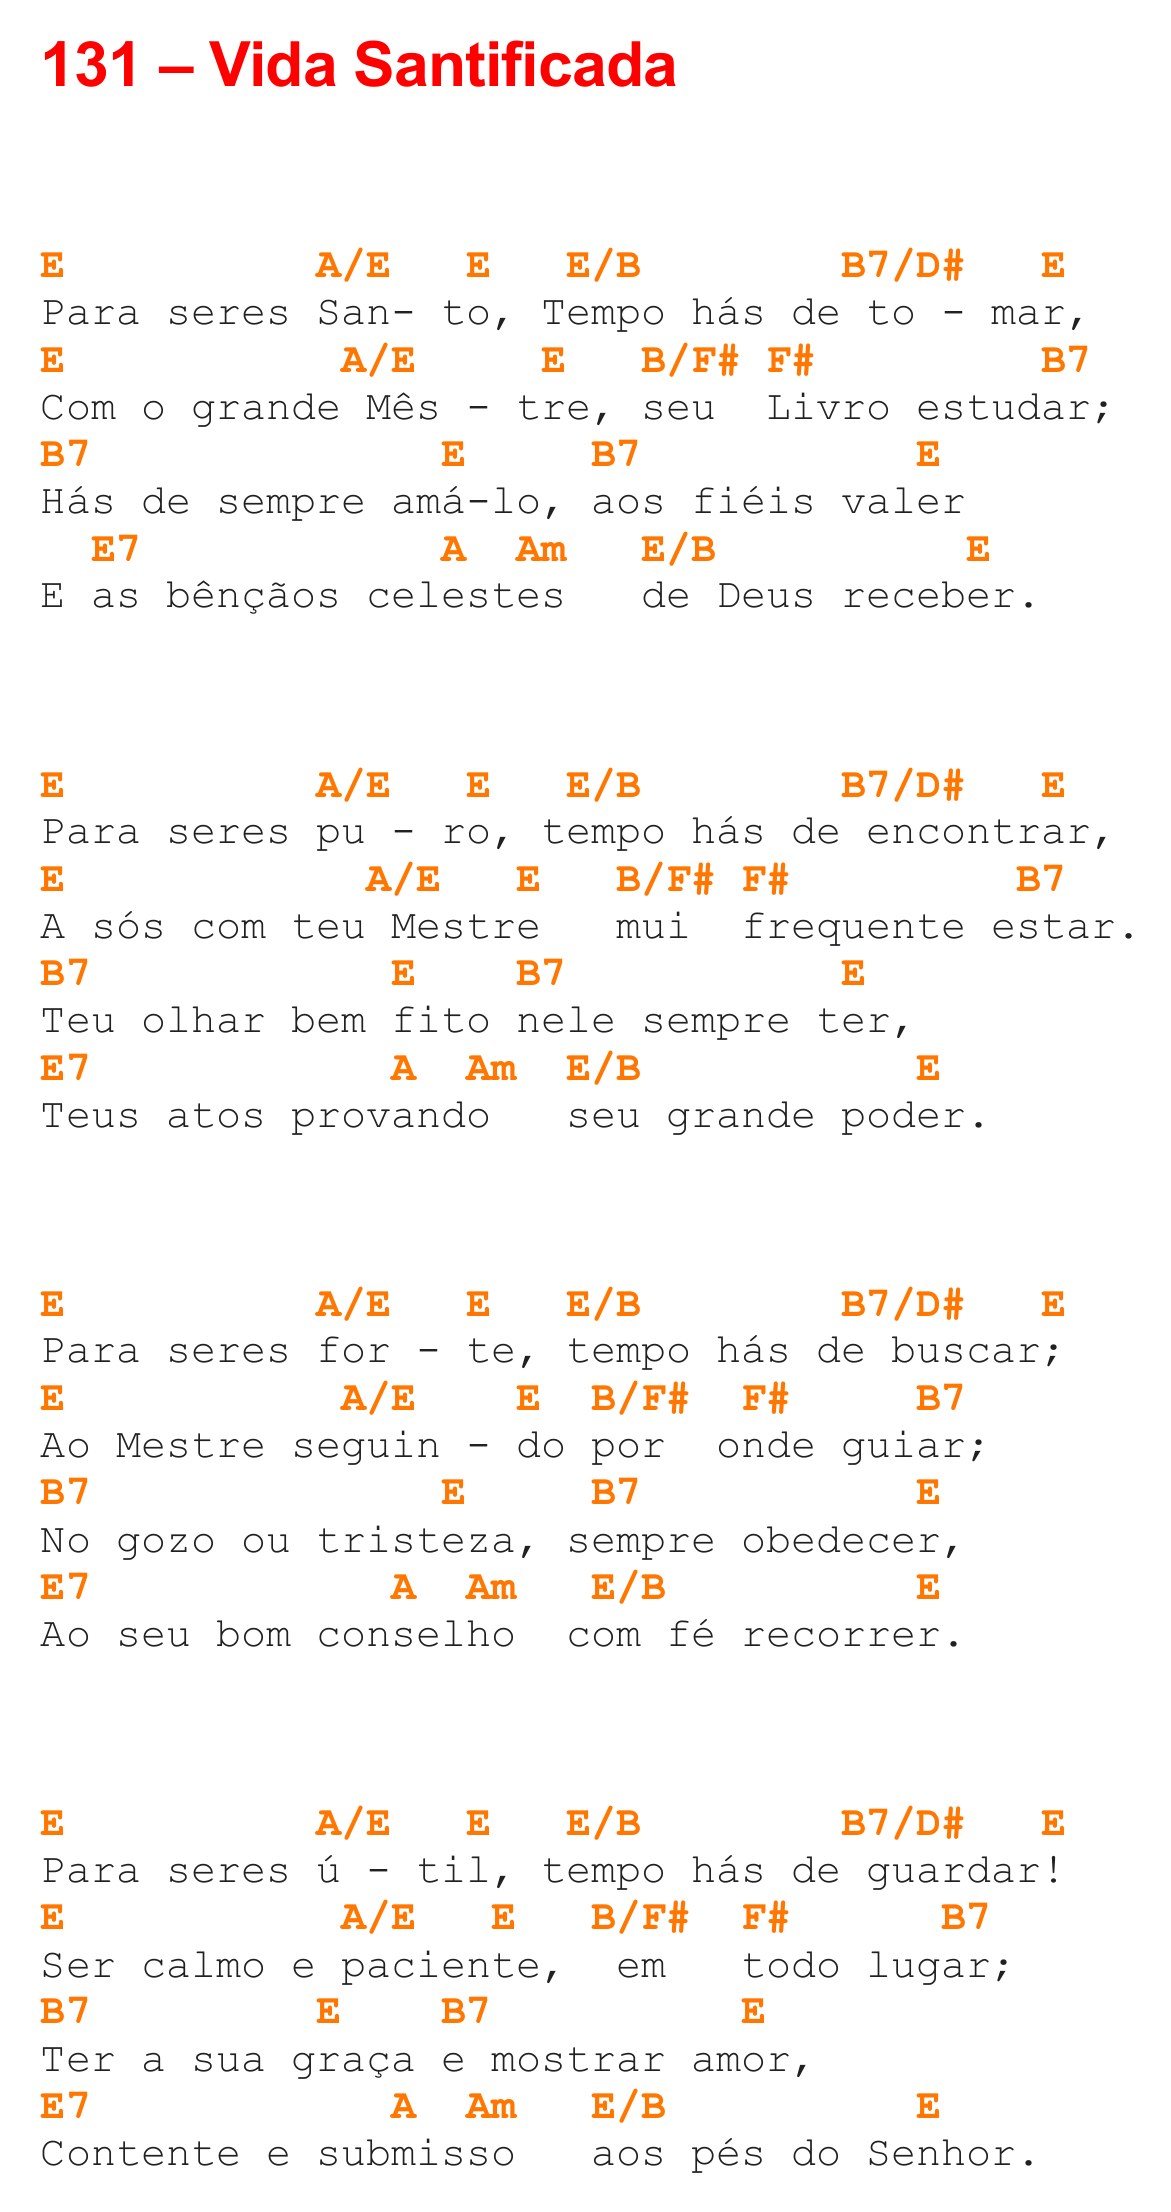 131 – Vida Santificada
E          A/E   E   E/B        B7/D#   E
Para seres San- to, Tempo hás de to - mar,
E           A/E     E   B/F# F#         B7
Com o grande Mês - tre, seu  Livro estudar;
B7              E     B7           E
Hás de sempre amá-lo, aos fiéis valer
  E7            A  Am   E/B          E
E as bênçãos celestes   de Deus receber.
E          A/E   E   E/B        B7/D#   E
Para seres pu - ro, tempo hás de encontrar,
E            A/E   E   B/F# F#         B7
A sós com teu Mestre   mui  frequente estar.
B7            E    B7           E
Teu olhar bem fito nele sempre ter,
E7            A  Am  E/B           E
Teus atos provando   seu grande poder.
E          A/E   E   E/B        B7/D#   E
Para seres for - te, tempo hás de buscar;
E           A/E    E  B/F#  F#     B7
Ao Mestre seguin - do por  onde guiar;
B7              E     B7           E
No gozo ou tristeza, sempre obedecer,
E7            A  Am   E/B          E
Ao seu bom conselho  com fé recorrer.
E          A/E   E   E/B        B7/D#   E
Para seres ú - til, tempo hás de guardar!
E           A/E   E   B/F#  F#      B7
Ser calmo e paciente,  em   todo lugar;
B7         E    B7          E
Ter a sua graça e mostrar amor,
E7            A  Am   E/B          E
Contente e submisso   aos pés do Senhor.